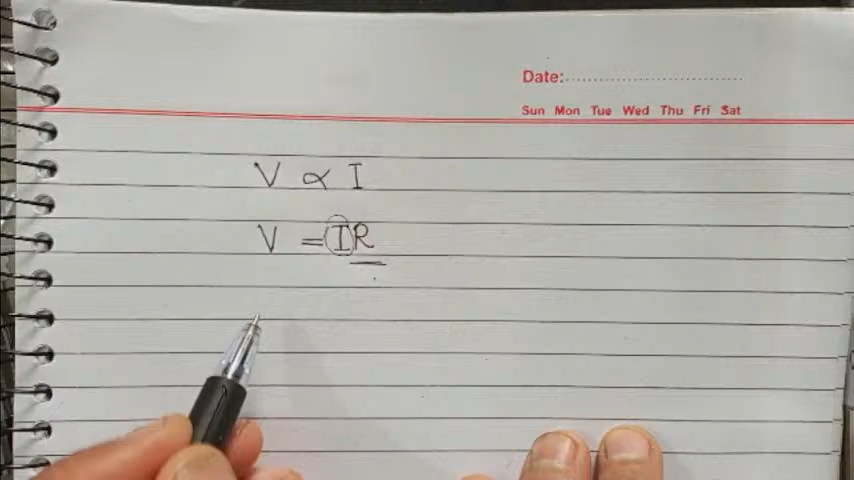 Date:..........................................
Sun Mon Tue Wed Thu Fri Sat
V ∝ I
V = IR